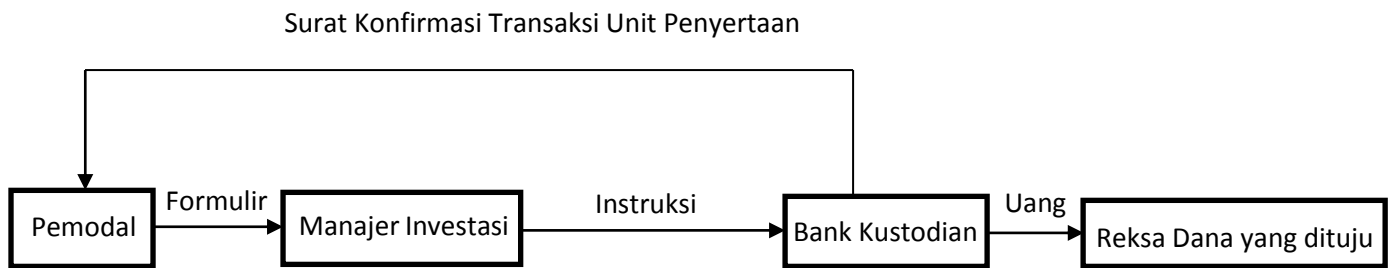 Surat Konfirmasi Transaksi Unit Penyertaan
Formulir
Instruksi
Uang
Pemodal
Manajer Investasi
Bank Kustodian
Reksa Dana yang dituju